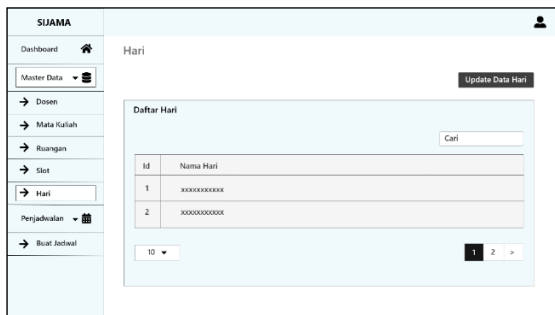 SIJAMA
Dashboard
Master Data
Dosen
Mata Kuliah
Ruangan
Slot
Hari
Penjadwalan
Buat Jadwal
Hari
Update Data Hari
Daftar Hari
Cari
Id Nama Hari
1 xxxxxxxxxxx
2 xxxxxxxxxxx
10 1 2 >